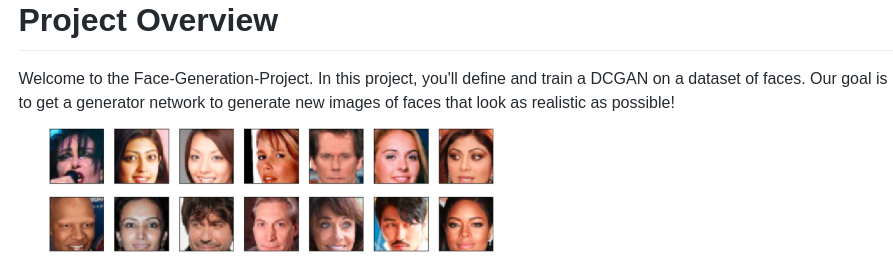 Project Overview
Welcome to the Face-Generation-Project. In this project, you'll define and train a DCGAN on a dataset of faces. Our goal is
to get a generator network to generate new images of faces that look as realistic as possible!